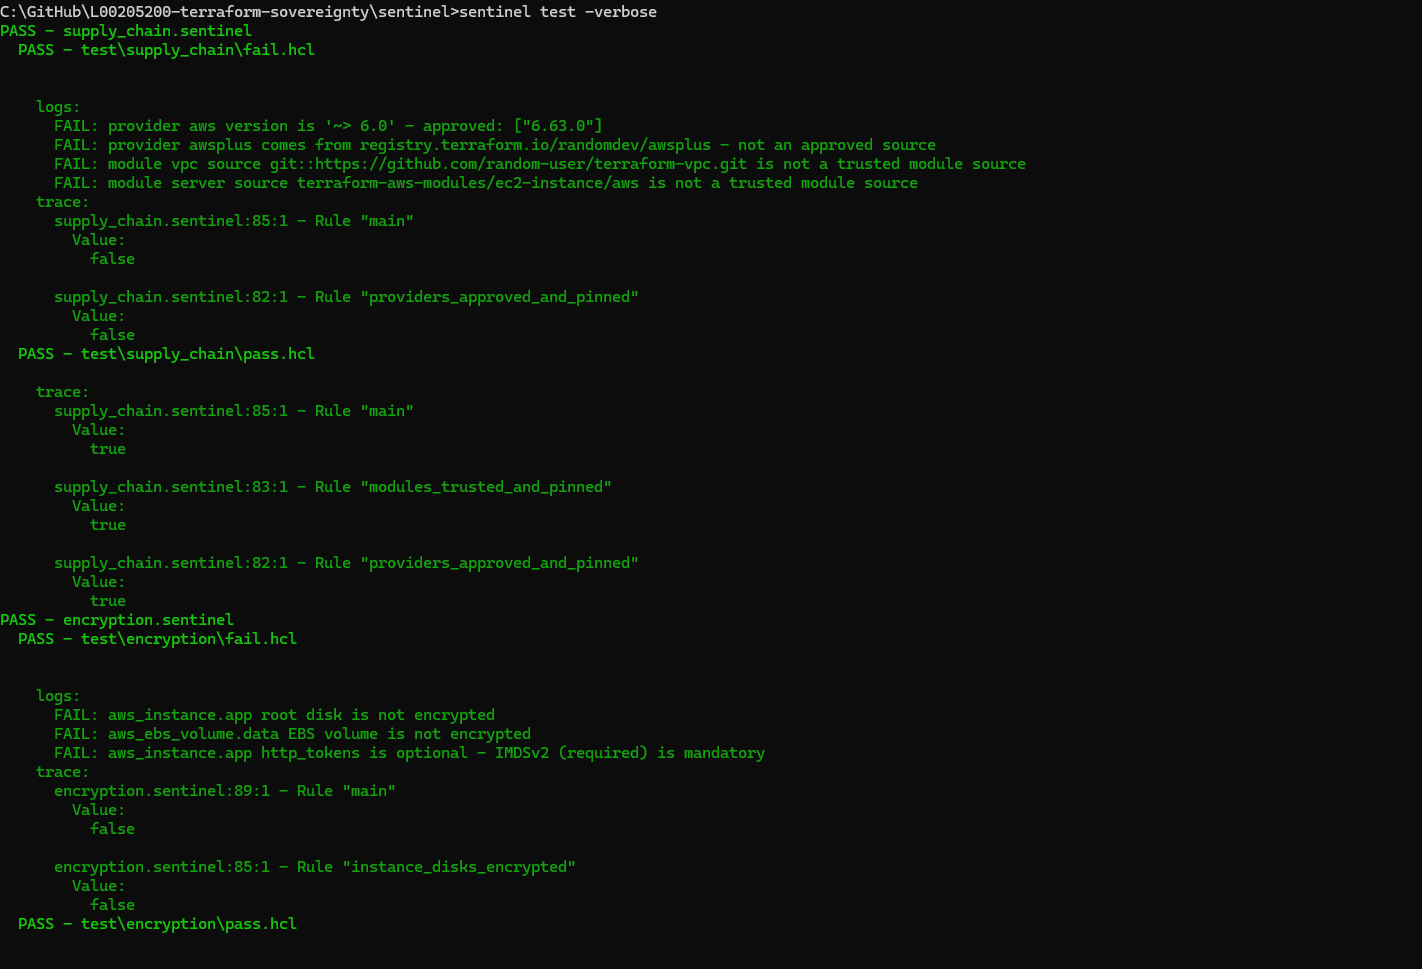 C:\GitHub\L00205200-terraform-sovereignty\sentinel>sentinel test -verbose
PASS - supply_chain.sentinel
  PASS - test\supply_chain\fail.hcl
    logs:
      FAIL: provider aws version is '~> 6.0' - approved: ["6.63.0"]
      FAIL: provider awsplus comes from registry.terraform.io/randomdev/awsplus - not an approved source
      FAIL: module vpc source git::https://github.com/random-user/terraform-vpc.git is not a trusted module source
      FAIL: module server source terraform-aws-modules/ec2-instance/aws is not a trusted module source
    trace:
      supply_chain.sentinel:85:1 - Rule "main"
        Value:
          false
      supply_chain.sentinel:82:1 - Rule "providers_approved_and_pinned"
        Value:
          false
  PASS - test\supply_chain\pass.hcl
    trace:
      supply_chain.sentinel:85:1 - Rule "main"
        Value:
          true
      supply_chain.sentinel:83:1 - Rule "modules_trusted_and_pinned"
        Value:
          true
      supply_chain.sentinel:82:1 - Rule "providers_approved_and_pinned"
        Value:
          true
PASS - encryption.sentinel
  PASS - test\encryption\fail.hcl
    logs:
      FAIL: aws_instance.app root disk is not encrypted
      FAIL: aws_ebs_volume.data EBS volume is not encrypted
      FAIL: aws_instance.app http_tokens is optional - IMDSv2 (required) is mandatory
    trace:
      encryption.sentinel:89:1 - Rule "main"
        Value:
          false
      encryption.sentinel:85:1 - Rule "instance_disks_encrypted"
        Value:
          false
  PASS - test\encryption\pass.hcl